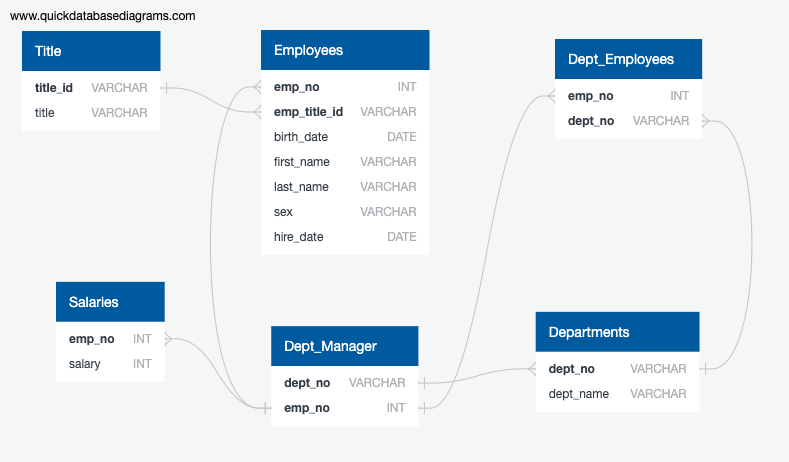 www.quickdatabasediagrams.com
Title
title_id VARCHAR
title VARCHAR
Employees
emp_no INT
emp_title_id VARCHAR
birth_date DATE
first_name VARCHAR
last_name VARCHAR
sex VARCHAR
hire_date DATE
Dept_Employees
emp_no INT
dept_no VARCHAR
Salaries
emp_no INT
salary INT
Dept_Manager
dept_no VARCHAR
emp_no INT
Departments
dept_no VARCHAR
dept_name VARCHAR